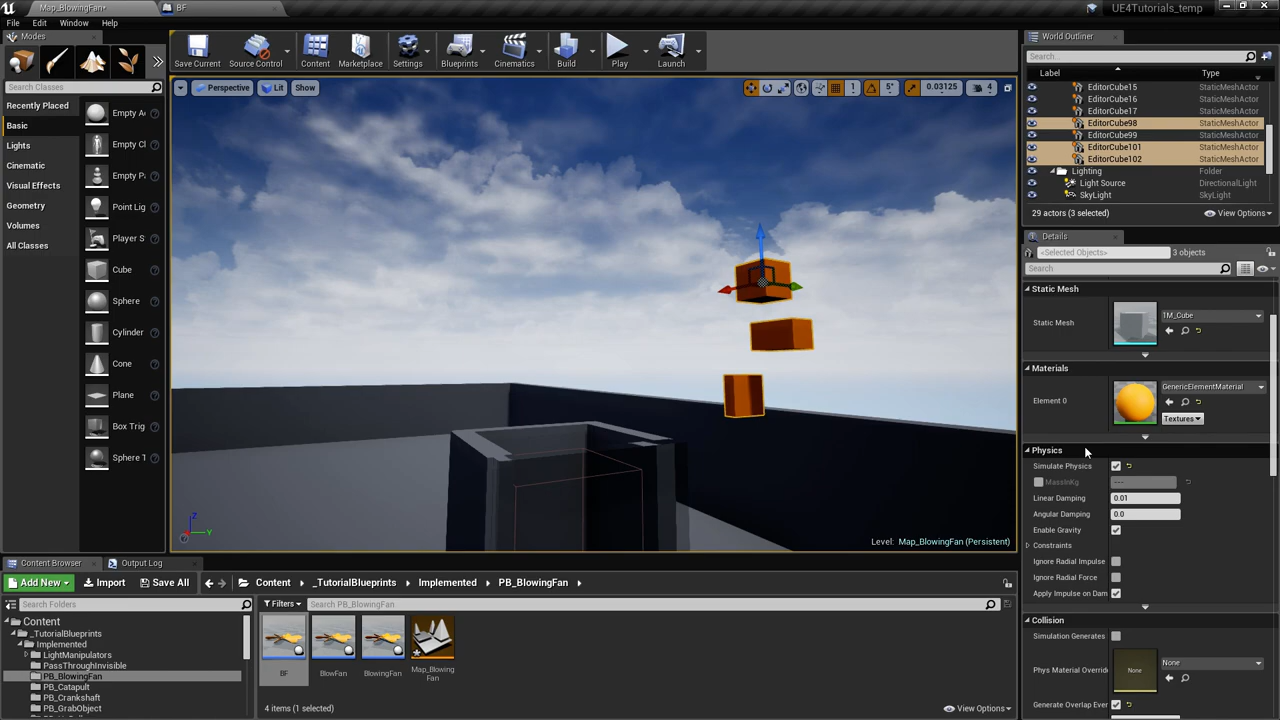 Map_BlowingFan*
BF
UE4Tutorials_temp
File
Edit
Window
Help
Modes
Save Current
Source Control
Content
Marketplace
Settings
Blueprints
Cinematics
Build
Play
Launch
World Outliner
Search...
Label
Type
EditorCube15 StaticMeshActor
EditorCube16 StaticMeshActor
EditorCube17 StaticMeshActor
EditorCube98 StaticMeshActor
EditorCube99 StaticMeshActor
EditorCube101 StaticMeshActor
EditorCube102 StaticMeshActor
Lighting Folder
Light Source DirectionalLight
SkyLight SkyLight
29 actors (3 selected)
View Options
Search Classes
Recently Placed
Basic
Lights
Cinematic
Visual Effects
Geometry
Volumes
All Classes
Empty A
Empty Cl
Empty P
Point Lig
Player S
Cube
Sphere
Cylinder
Cone
Plane
Box Trig
Sphere T
Perspective
Lit
Show
1
5°
0.03125
4
Z
Y
Level: Map_BlowingFan (Persistent)
Details
<Selected Objects>
3 objects
Search
Static Mesh
Static Mesh
1M_Cube
Materials
Element 0
GenericElementMaterial
Textures
Physics
Simulate Physics
MassInKg
---
Linear Damping 0.01
Angular Damping 0.0
Enable Gravity
Constraints
Ignore Radial Impulse
Ignore Radial Force
Apply Impulse on Dam
Collision
Simulation Generates
Phys Material Overrid
None
None
Generate Overlap Ever
Content Browser
Output Log
Add New
Import
Save All
Content
_TutorialBlueprints
Implemented
PB_BlowingFan
Search Folders
Filters
Search PB_BlowingFan
Content
_TutorialBlueprints
Implemented
LightManipulators
PassThroughInvisible
PB_BlowingFan
PB_Catapult
PB_Crankshaft
PB_GrabObject
BF
BlowFan
BlowingFan
Map_Blowing
Fan
4 items (1 selected)
View Options